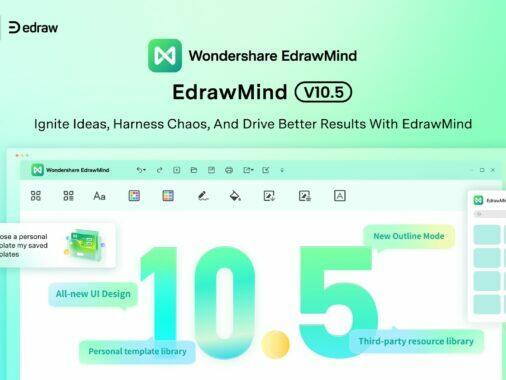 edraw
Wondershare EdrawMind
EdrawMind V10.5
Ignite Ideas, Harness Chaos, And Drive Better Results With EdrawMind
Wondershare EdrawMind
Aa
A
EdrawMind
ose a personal
plate my saved
plates
New Outline Mode
All-new UI Design
10.5
Personal template library
Third-party resource library